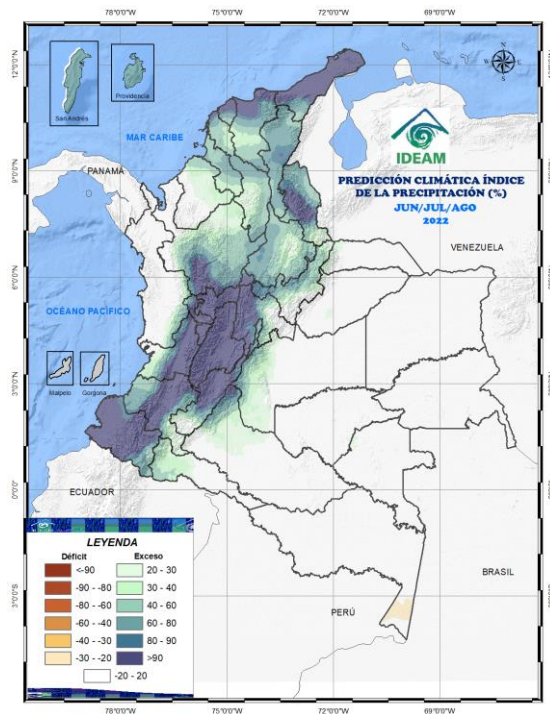 78°0'0"W
75°0'0"W
72°0'0"W
69°0'0"W
12°0'0"N
San Andrés
Providencia
MAR CARIBE
IDEAM
PREDICCIÓN CLIMÁTICA ÍNDICE
DE LA PRECIPITACIÓN (%)
JUN/JUL/AGO
2022
9°0'0"N
PANAMÁ
VENEZUELA
6°0'0"N
OCÉANO PACÍFICO
Malpelo
Gorgona
3°0'0"N
0°0'0"
ECUADOR
BRASIL
PERÚ
3°0'0"S
LEYENDA
Déficit
Exceso
<-90
20 - 30
-90 - -80
30 - 40
-80 - -60
40 - 60
-60 - -40
60 - 80
-40 - -30
80 - 90
-30 - -20
>90
-20 - 20
78°0'0"W
75°0'0"W
72°0'0"W
69°0'0"W